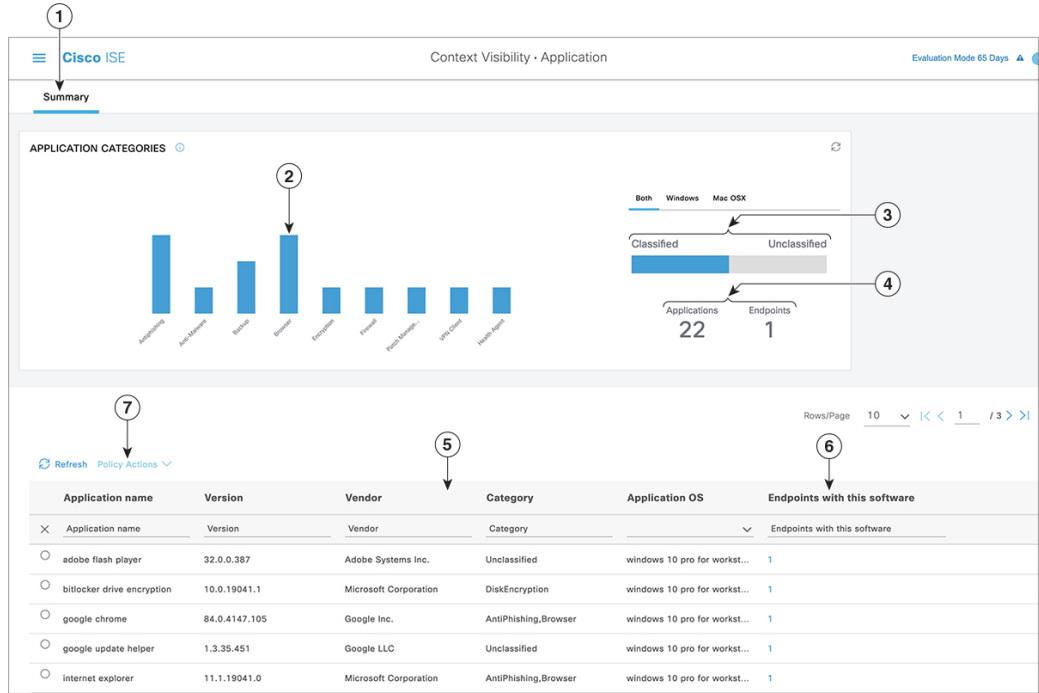 1
Cisco ISE
Context Visibility · Application
Evaluation Mode 65 Days
Summary
APPLICATION CATEGORIES
2
Both Windows Mac OSX
3
Classified Unclassified
4
Applications Endpoints
22 1
Antiphishing Anti-Malware Backup Browser Encryption Firewall Patch Manage... VPN Client Health Agent
7
Rows/Page 10 1 / 3
5
6
Refresh Policy Actions
Application name Version Vendor Category Application OS Endpoints with this software
Application name Version Vendor Category Endpoints with this software
adobe flash player 32.0.0.387 Adobe Systems Inc. Unclassified windows 10 pro for workst... 1
bitlocker drive encryption 10.0.19041.1 Microsoft Corporation DiskEncryption windows 10 pro for workst... 1
google chrome 84.0.4147.105 Google Inc. AntiPhishing,Browser windows 10 pro for workst... 1
google update helper 1.3.35.451 Google LLC Unclassified windows 10 pro for workst... 1
internet explorer 11.1.19041.0 Microsoft Corporation AntiPhishing,Browser windows 10 pro for workst... 1